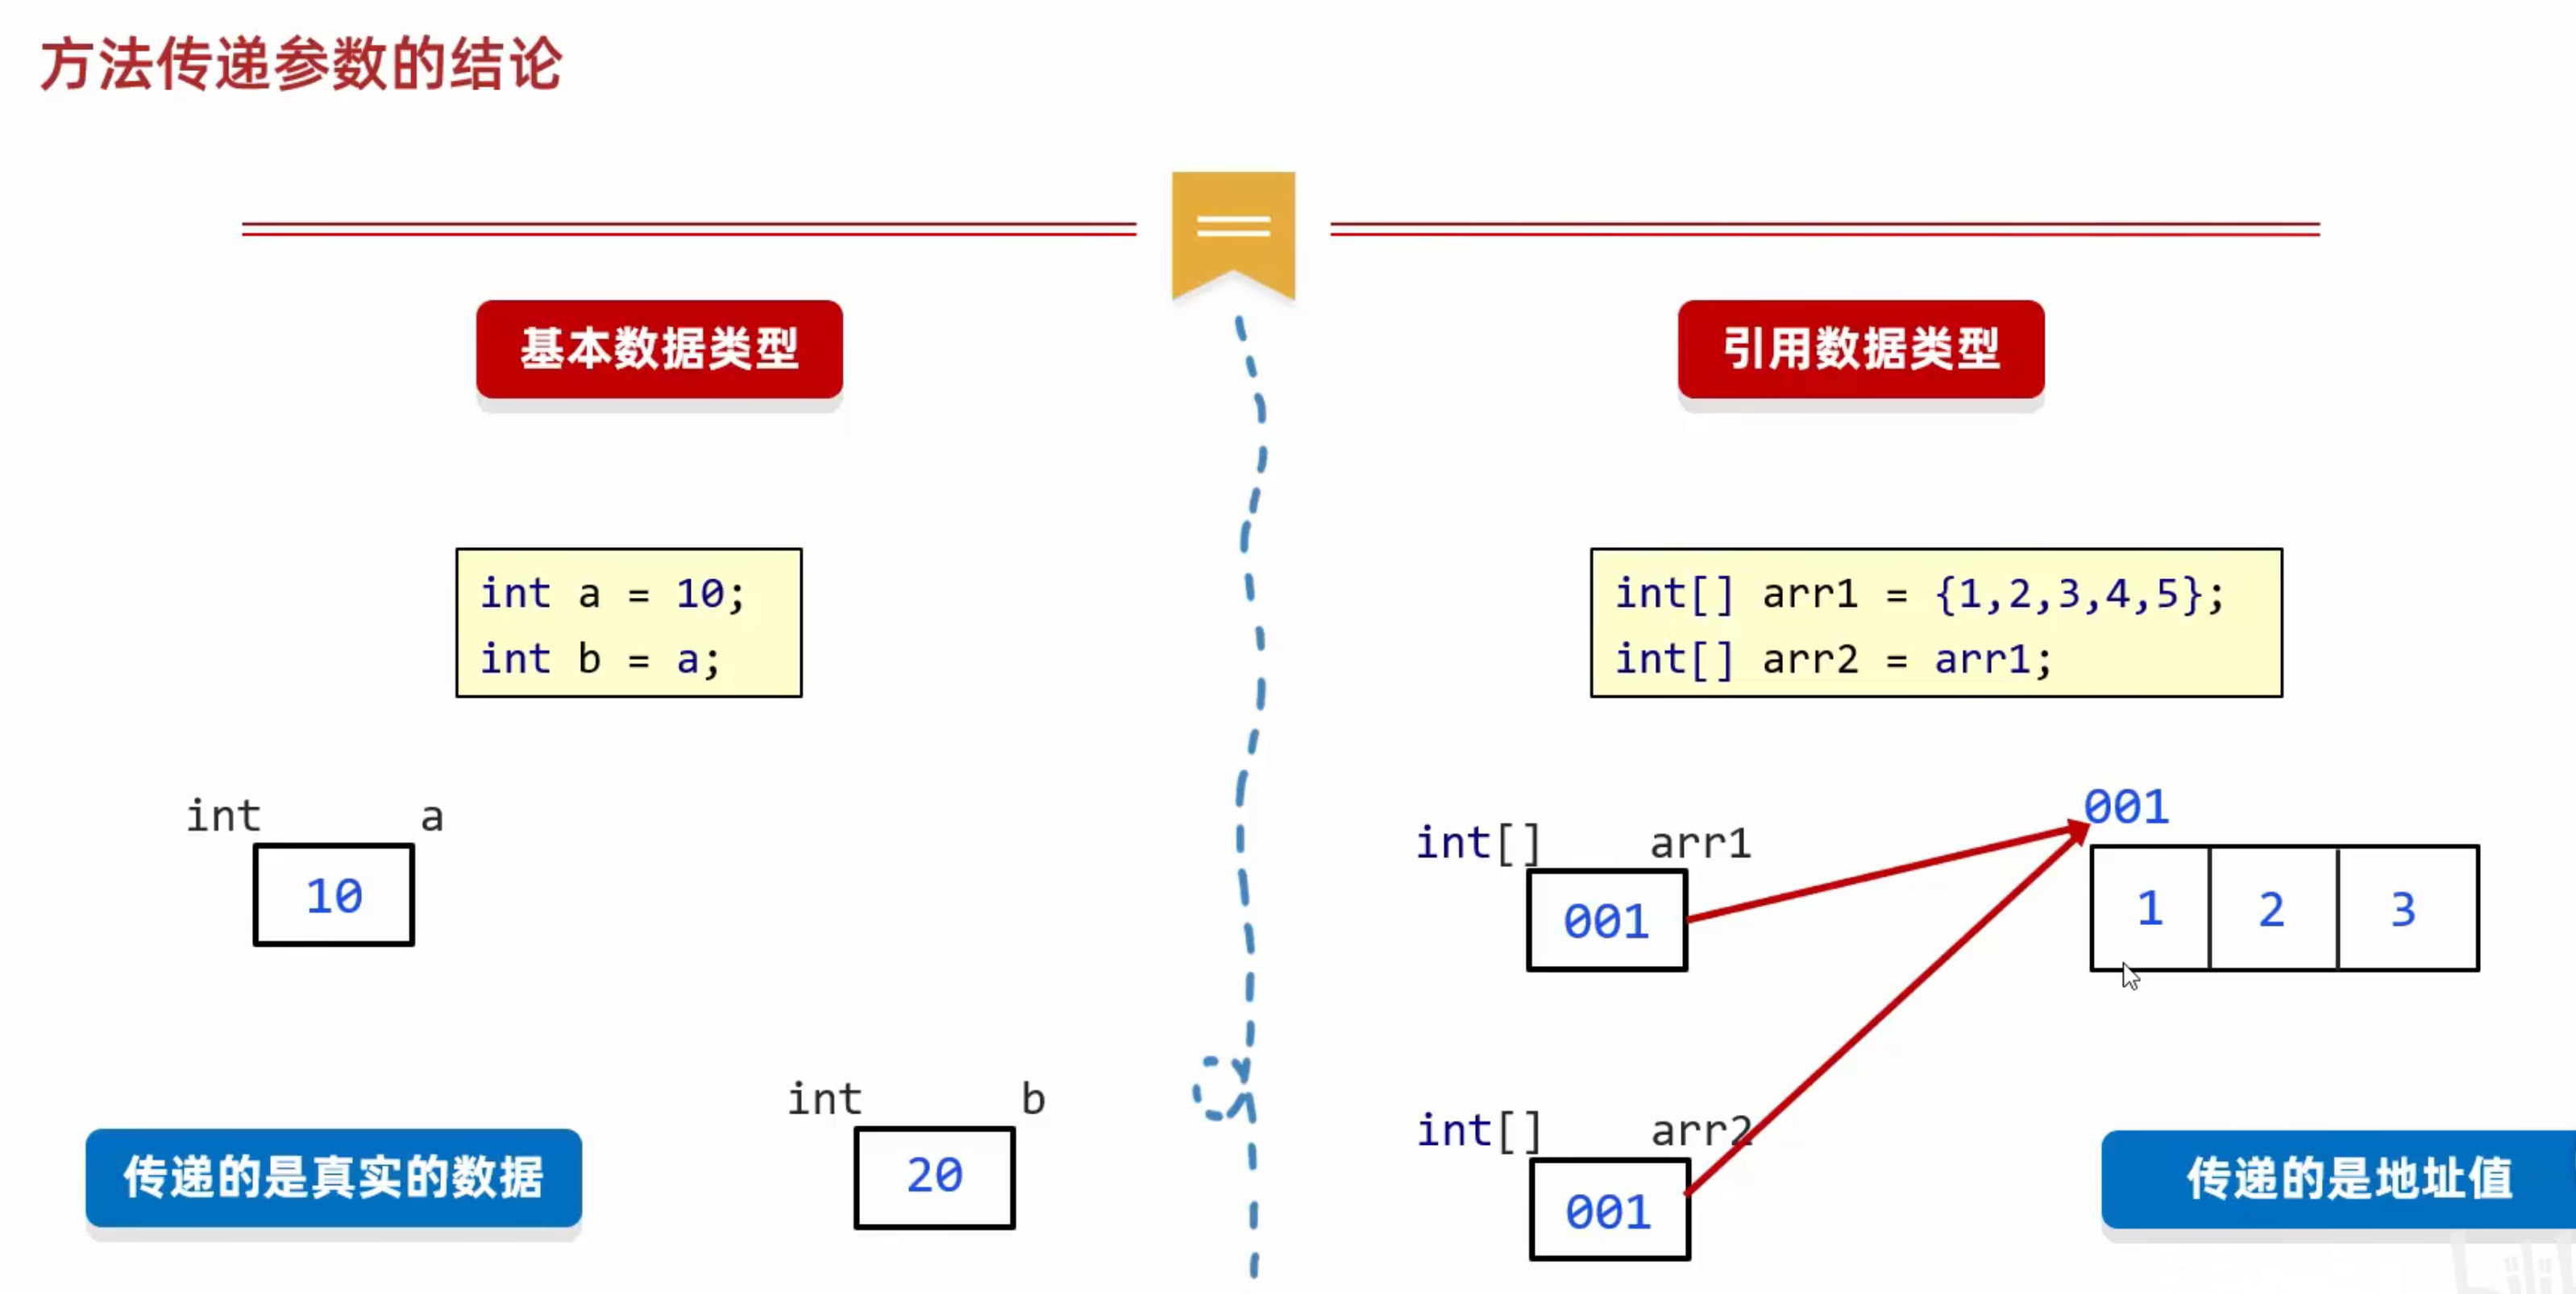 方法传递参数的结论
基本数据类型
int a = 10;
int b = a;
int a
10
int b
20
传递的是真实的数据
引用数据类型
int[] arr1 = {1,2,3,4,5};
int[] arr2 = arr1;
int[] arr1
001
001
1 2 3
int[] arr2
001
传递的是地址值